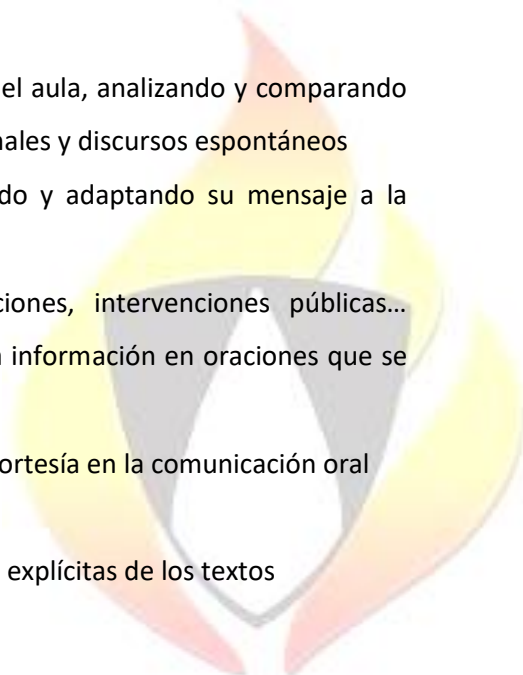 el aula, analizando y comparando
nales y discursos espontáneos
do y adaptando su mensaje a la
ciones, intervenciones públicas…
información en oraciones que se
ortesía en la comunicación oral
explícitas de los textos